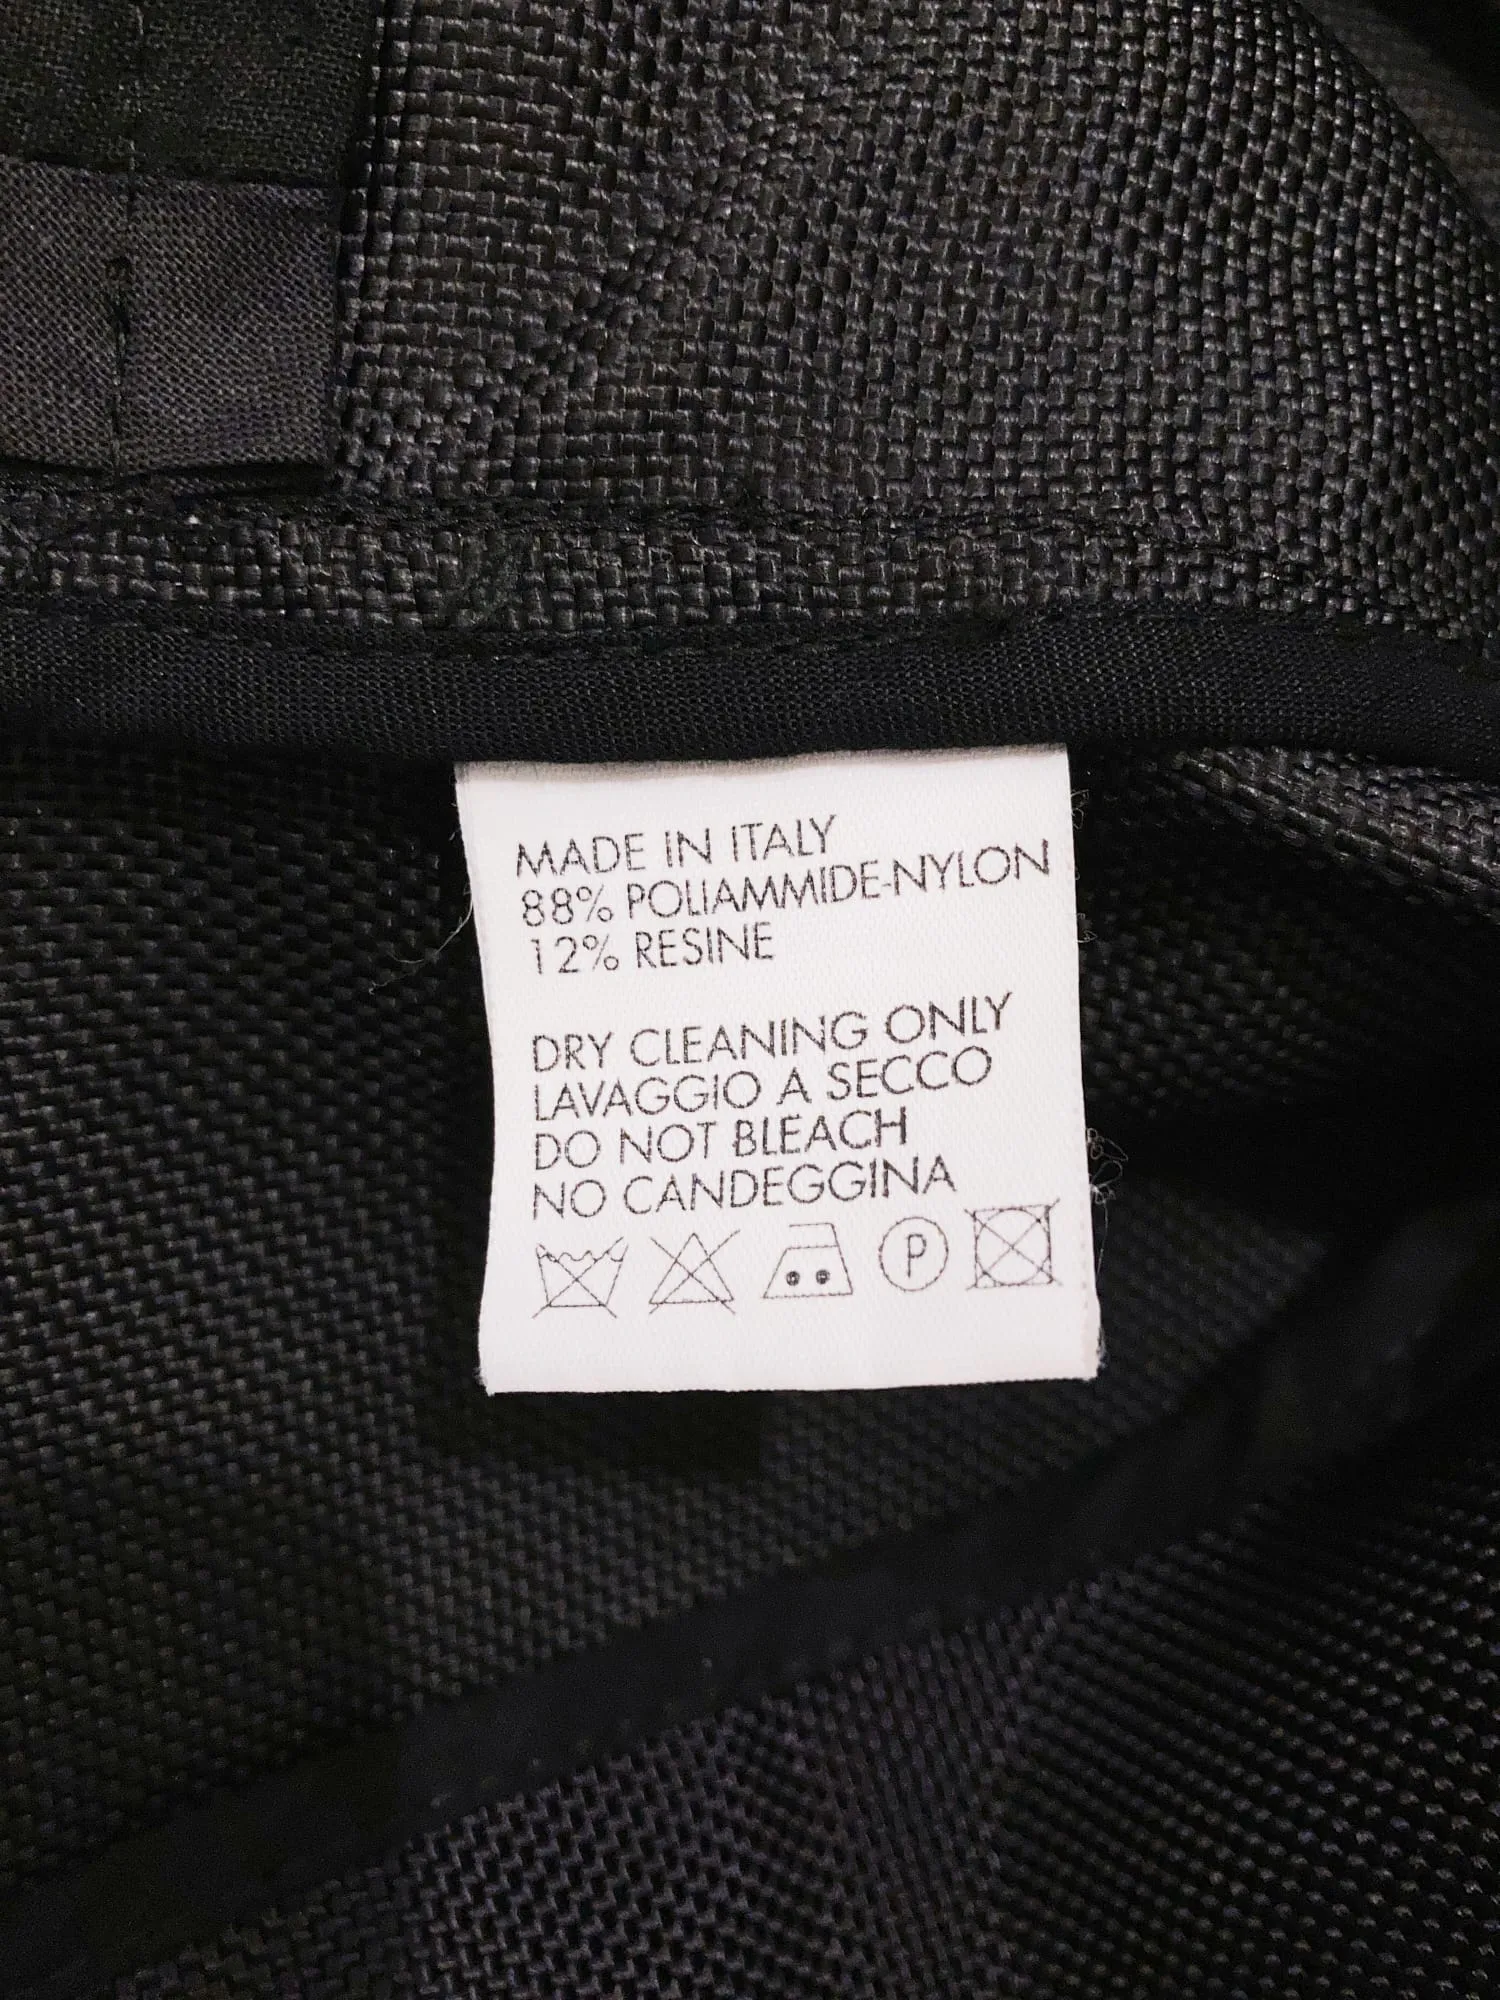 MADE IN ITALY
88% POLIAMMIDE-NYLON
12% RESINE
DRY CLEANING ONLY
LAVAGGIO A SECCO
DO NOT BLEACH
NO CANDEGGINA
P